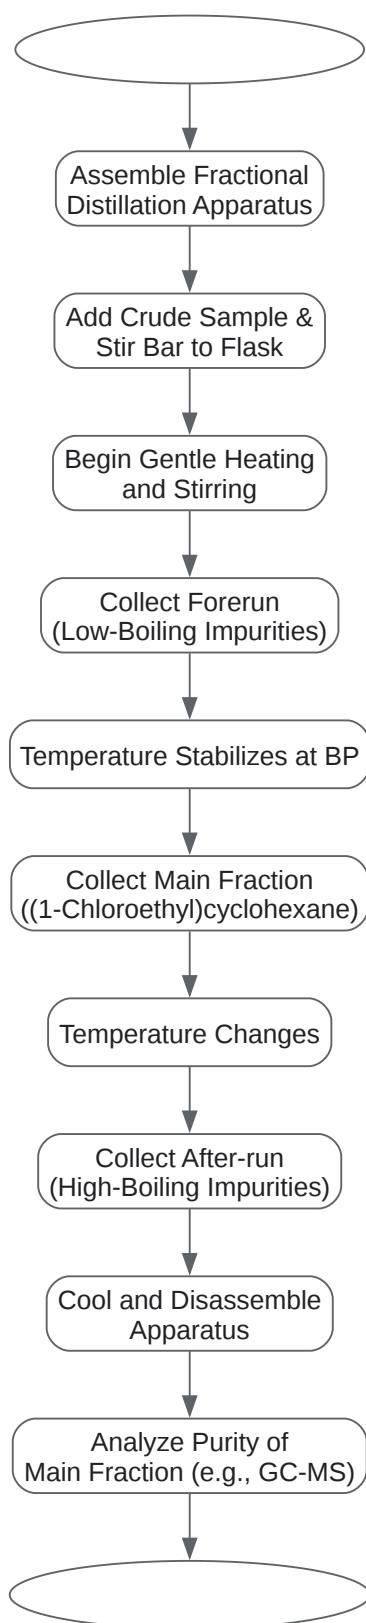 Assemble Fractional
Distillation Apparatus
Add Crude Sample &
Stir Bar to Flask
Begin Gentle Heating
and Stirring
Collect Forerun
(Low-Boiling Impurities)
Temperature Stabilizes at BP
Collect Main Fraction
((1-Chloroethyl)cyclohexane)
Temperature Changes
Collect After-run
(High-Boiling Impurities)
Cool and Disassemble
Apparatus
Analyze Purity of
Main Fraction (e.g., GC-MS)